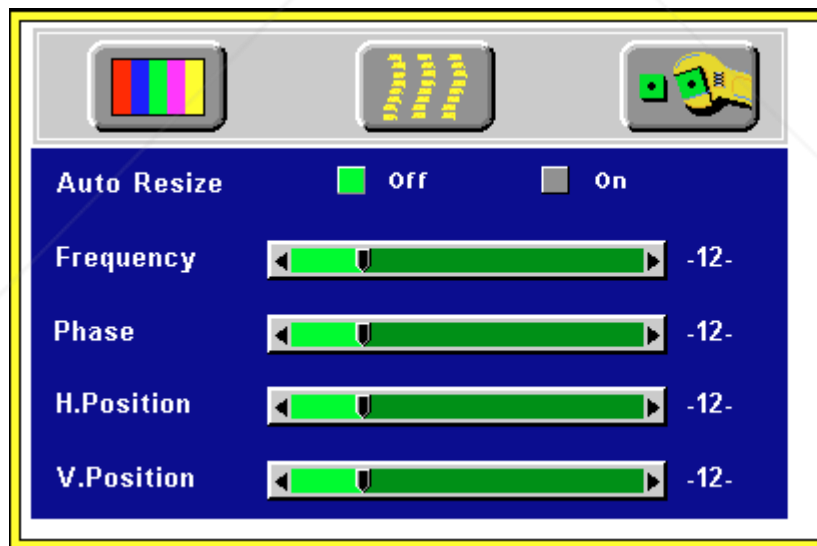 Auto Resize Off On
Frequency -12-
Phase -12-
H.Position -12-
V.Position -12-